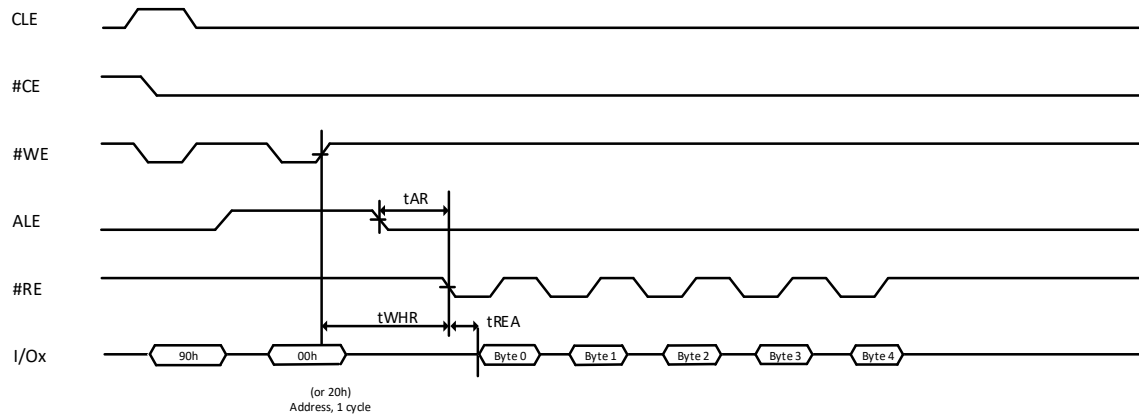 CLE
#CE
#WE
ALE
tAR
#RE
tWHR
tREA
I/Ox
90h
00h
Byte 0
Byte 1
Byte 2
Byte 3
Byte 4
(or 20h)
Address, 1 cycle